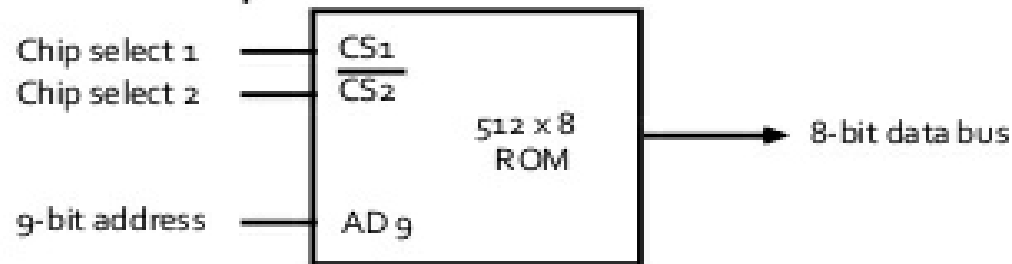 Chip select 1
CS1
Chip select 2
CS2
512 x 8
ROM
8-bit data bus
9-bit address
AD 9